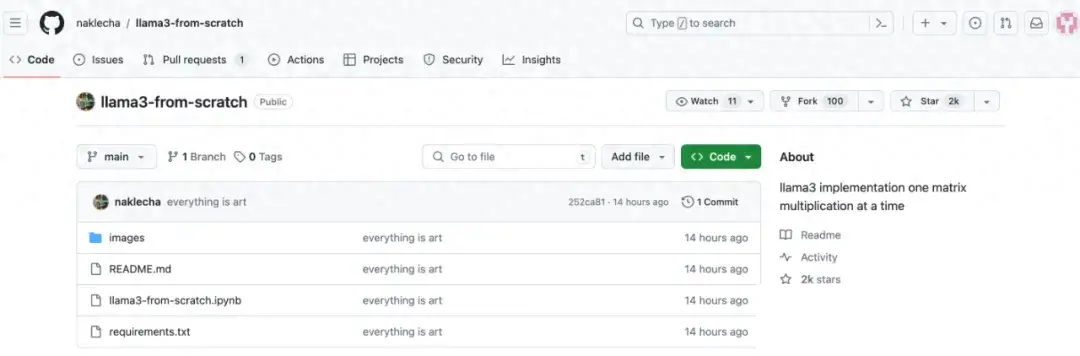 naklecha / llama3-from-scratch
Type / to search
Code Issues Pull requests 1 Actions Projects Security Insights
llama3-from-scratch Public
Watch 11 Fork 100 Star 2k
main 1 Branch 0 Tags Go to file t Add file Code
naklecha everything is art 252ca81 · 14 hours ago 1 Commit
images everything is art 14 hours ago
README.md everything is art 14 hours ago
llama3-from-scratch.ipynb everything is art 14 hours ago
requirements.txt everything is art 14 hours ago
About
llama3 implementation one matrix
multiplication at a time
Readme
Activity
2k stars